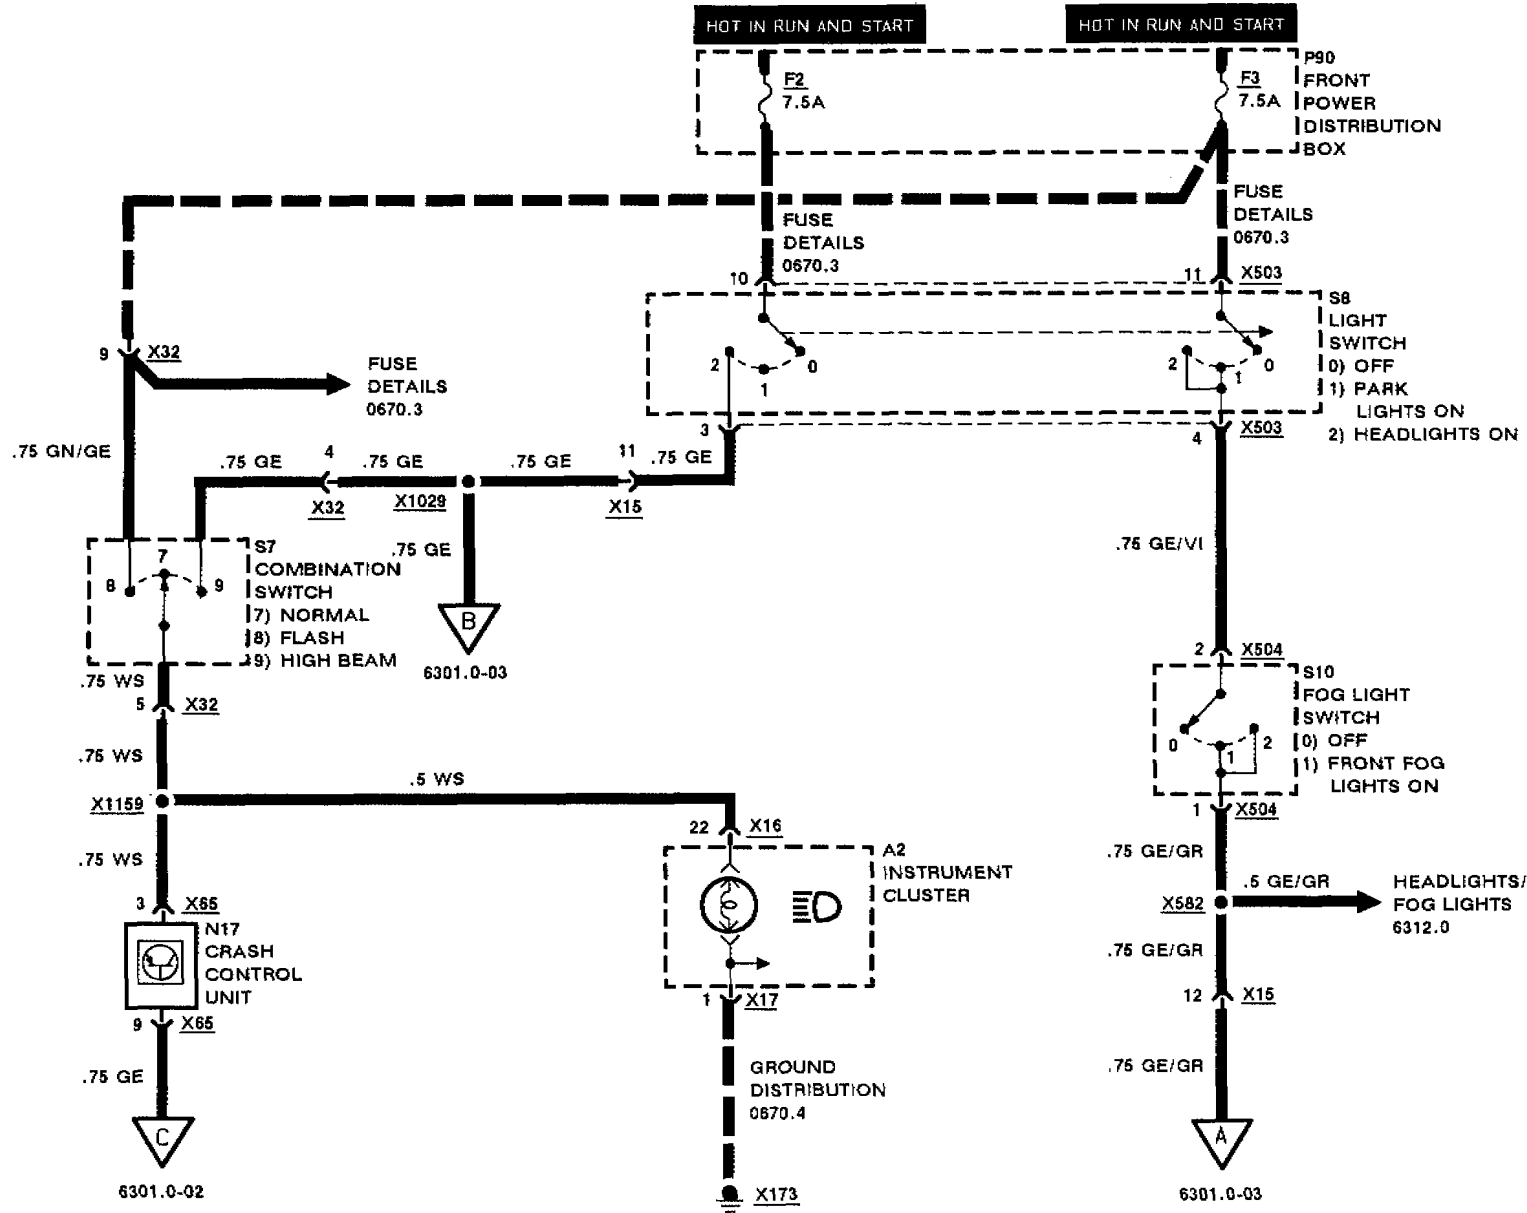 HOT IN RUN AND START
HOT IN RUN AND START
F2
7.5A
F3
7.5A
P90
FRONT
POWER
DISTRIBUTION
BOX
FUSE
DETAILS
0670.3
FUSE
DETAILS
0670.3
10
11
X503
S8
LIGHT
SWITCH
0) OFF
1) PARK
LIGHTS ON
2) HEADLIGHTS ON
2
1
0
2
1
0
9
X32
FUSE
DETAILS
0670.3
3
4
X503
.75 GN/GE
.75 GE
4
.75 GE
.75 GE
11
.75 GE
X32
X1029
X15
.75 GE
B
6301.0-03
.75 GE/VI
S7
COMBINATION
SWITCH
7) NORMAL
8) FLASH
9) HIGH BEAM
7
8
9
.75 WS
5
X32
.75 WS
X1159
.5 WS
.75 WS
2
X504
S10
FOG LIGHT
SWITCH
0) OFF
1) FRONT FOG
LIGHTS ON
0
1
2
1
X504
.75 GE/GR
X582
.5 GE/GR
HEADLIGHTS/
FOG LIGHTS
6312.0
.75 GE/GR
12
X15
.75 GE/GR
A
6301.0-03
22
X16
A2
INSTRUMENT
CLUSTER
1
X17
GROUND
DISTRIBUTION
0670.4
X173
3
X65
N17
CRASH
CONTROL
UNIT
9
X65
.75 GE
C
6301.0-02